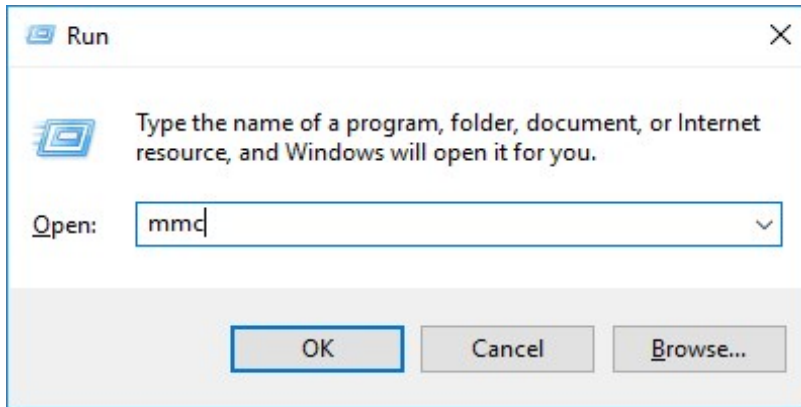 Run
Type the name of a program, folder, document, or Internet
resource, and Windows will open it for you.
Open: mmc
OK Cancel Browse...